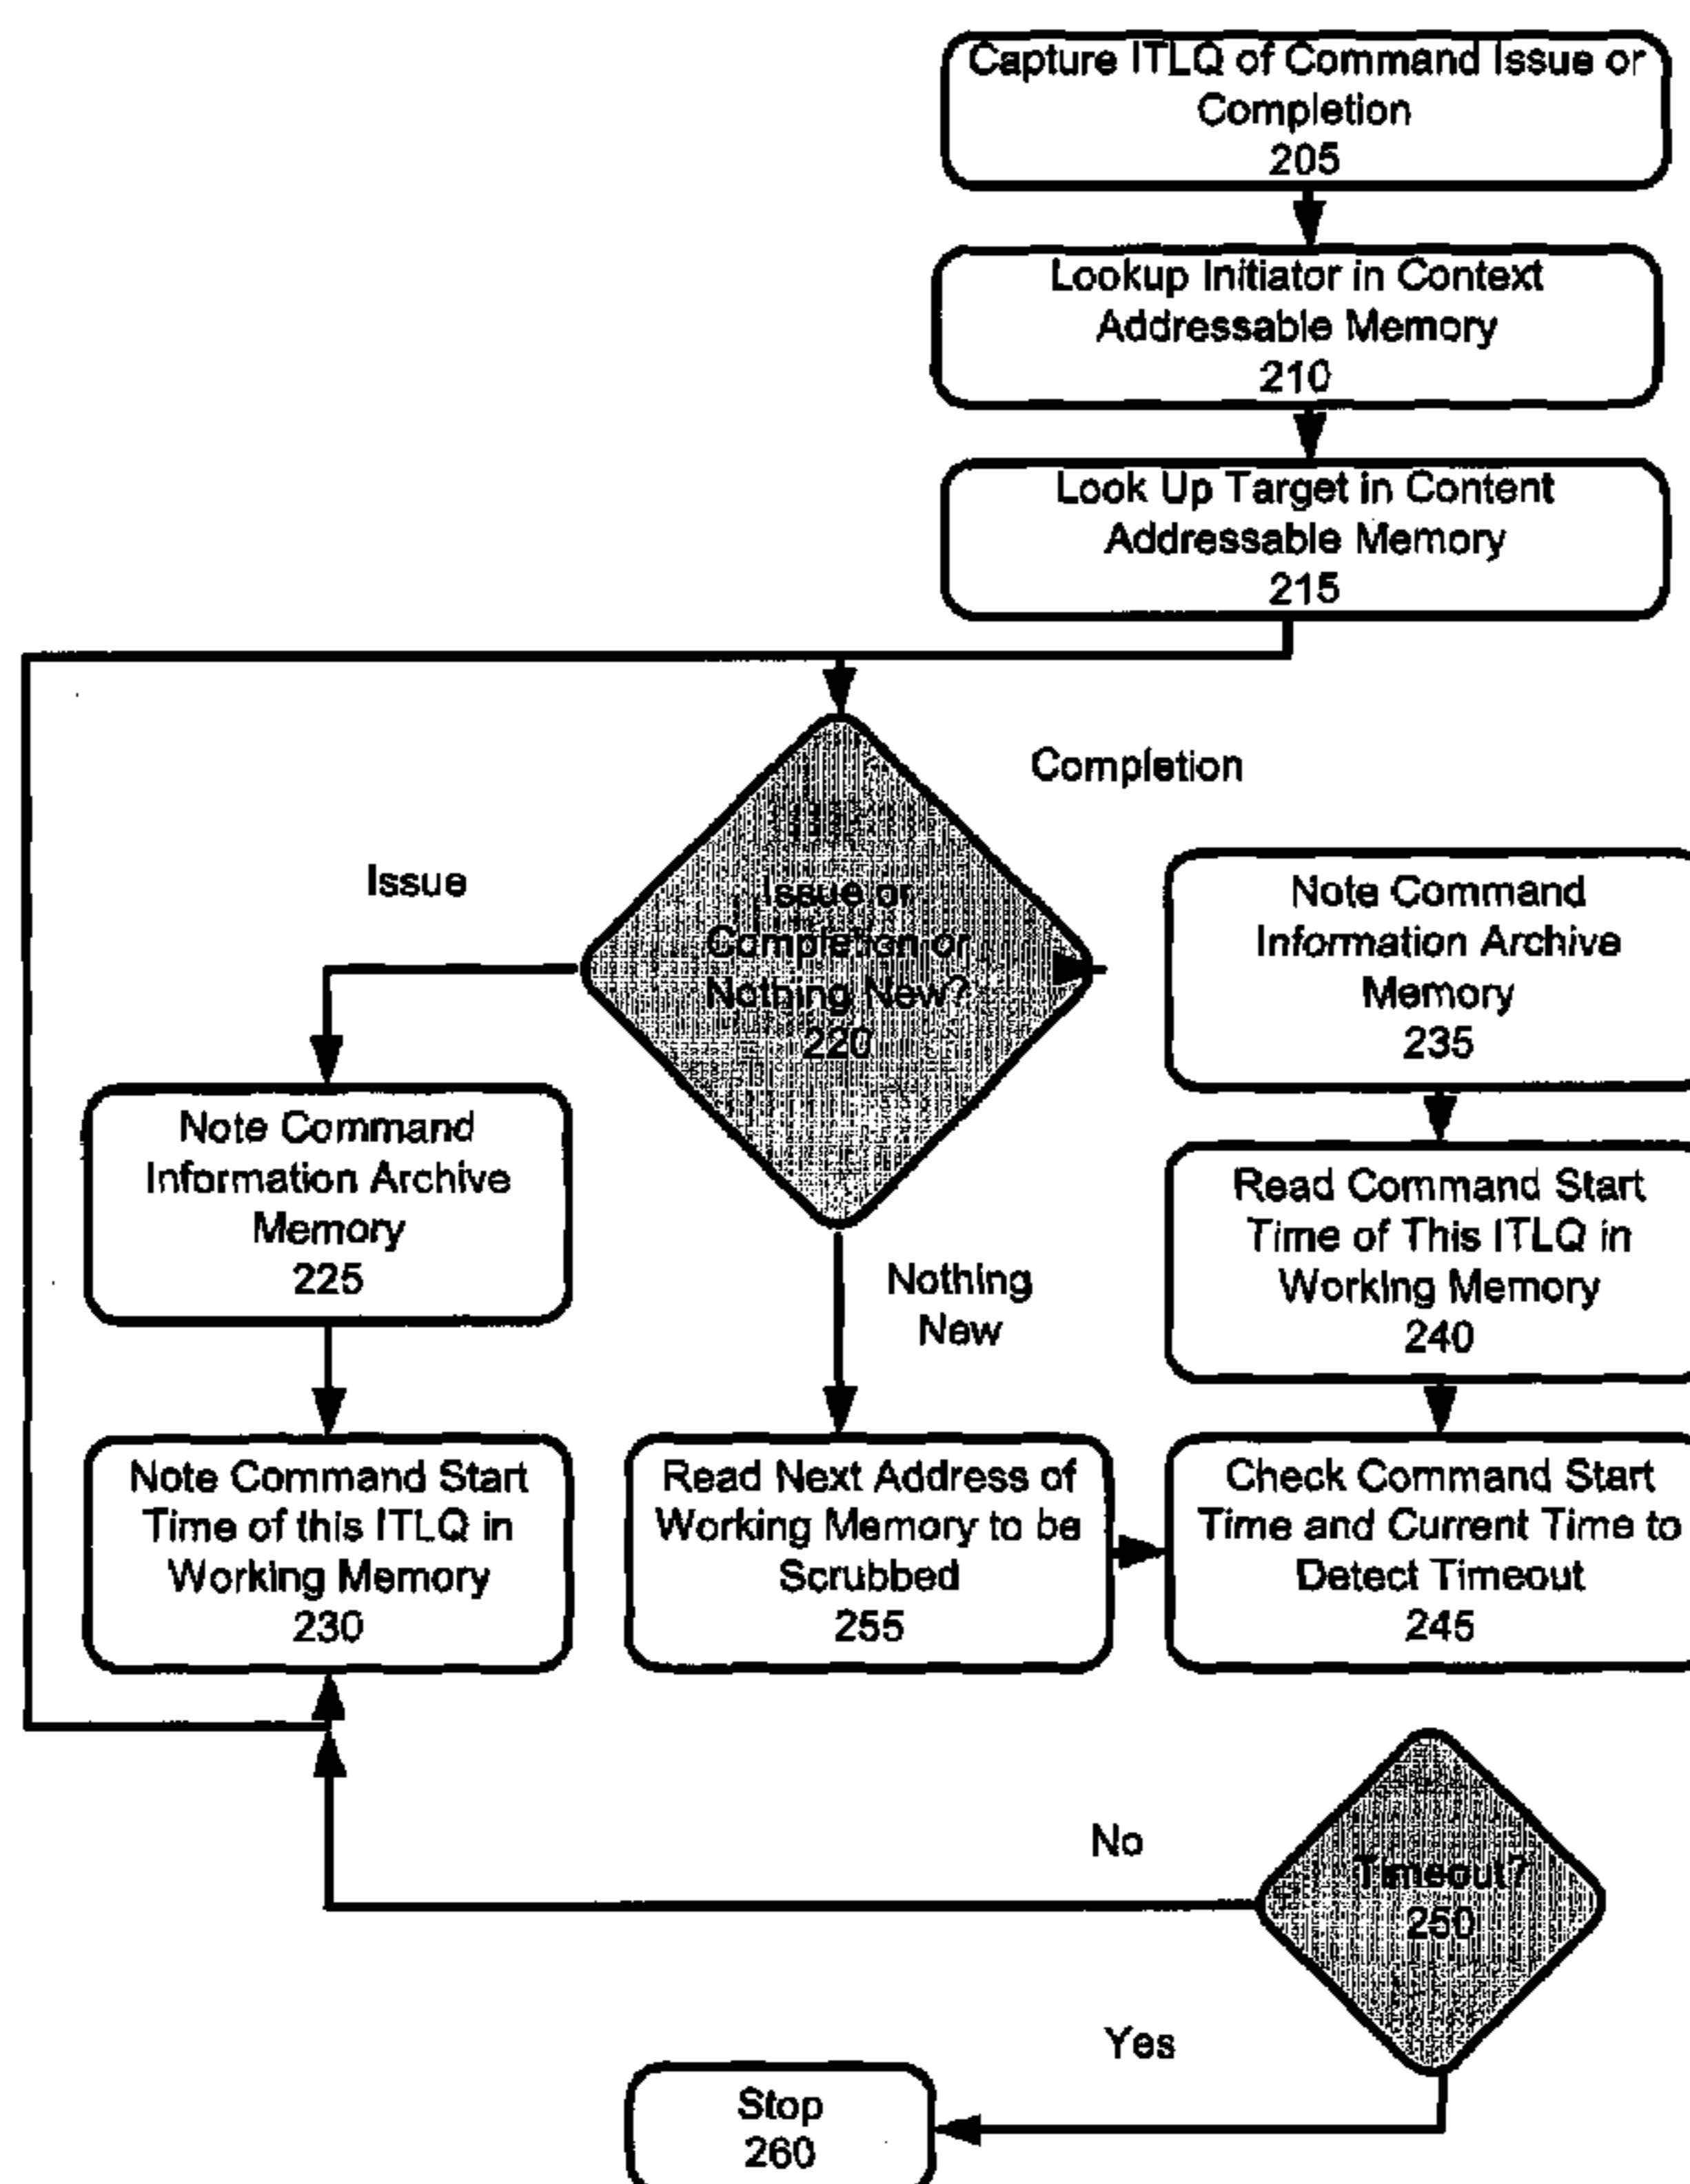 Capture ITLQ of Command Issue or
Completion
205
Lookup Initiator in Context
Addressable Memory
210
Look Up Target in Content
Addressable Memory
215
Completion
Issue
Issue or
Completion or
Nothing New?
220
Note Command
Information Archive
Memory
235
Note Command
Information Archive
Memory
225
Read Command Start
Time of This ITLQ in
Working Memory
240
Nothing
New
Note Command Start
Time of this ITLQ in
Working Memory
230
Read Next Address of
Working Memory to be
Scrubbed
255
Check Command Start
Time and Current Time to
Detect Timeout
245
No
Timeout?
250
Yes
Stop
260